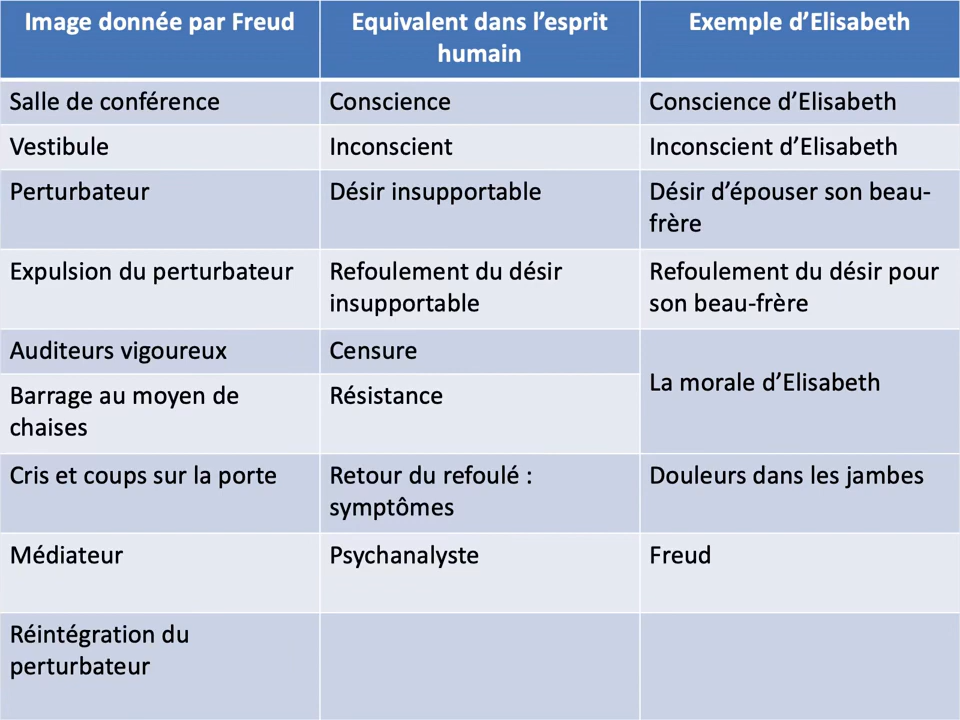 Image donnée par Freud
Equivalent dans l’esprit
humain
Exemple d’Elisabeth
Salle de conférence
Conscience
Conscience d’Elisabeth
Vestibule
Inconscient
Inconscient d’Elisabeth
Perturbateur
Désir insupportable
Désir d’épouser son beau-
frère
Expulsion du perturbateur
Refoulement du désir
insupportable
Refoulement du désir pour
son beau-frère
Auditeurs vigoureux
Censure
La morale d’Elisabeth
Barrage au moyen de
chaises
Résistance
Cris et coups sur la porte
Retour du refoulé :
symptômes
Douleurs dans les jambes
Médiateur
Psychanalyste
Freud
Réintégration du
perturbateur